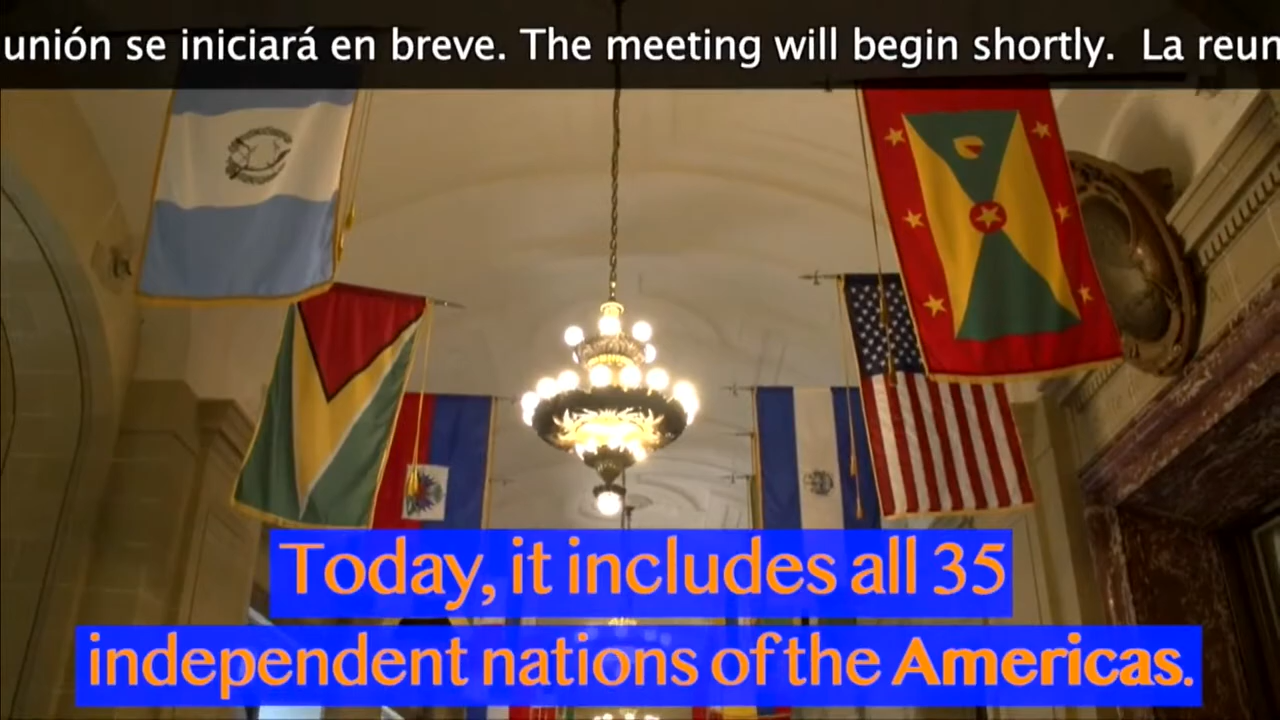 unión se iniciará en breve. The meeting will begin shortly. La reun
Today, it includes all 35
independent nations of the Americas.